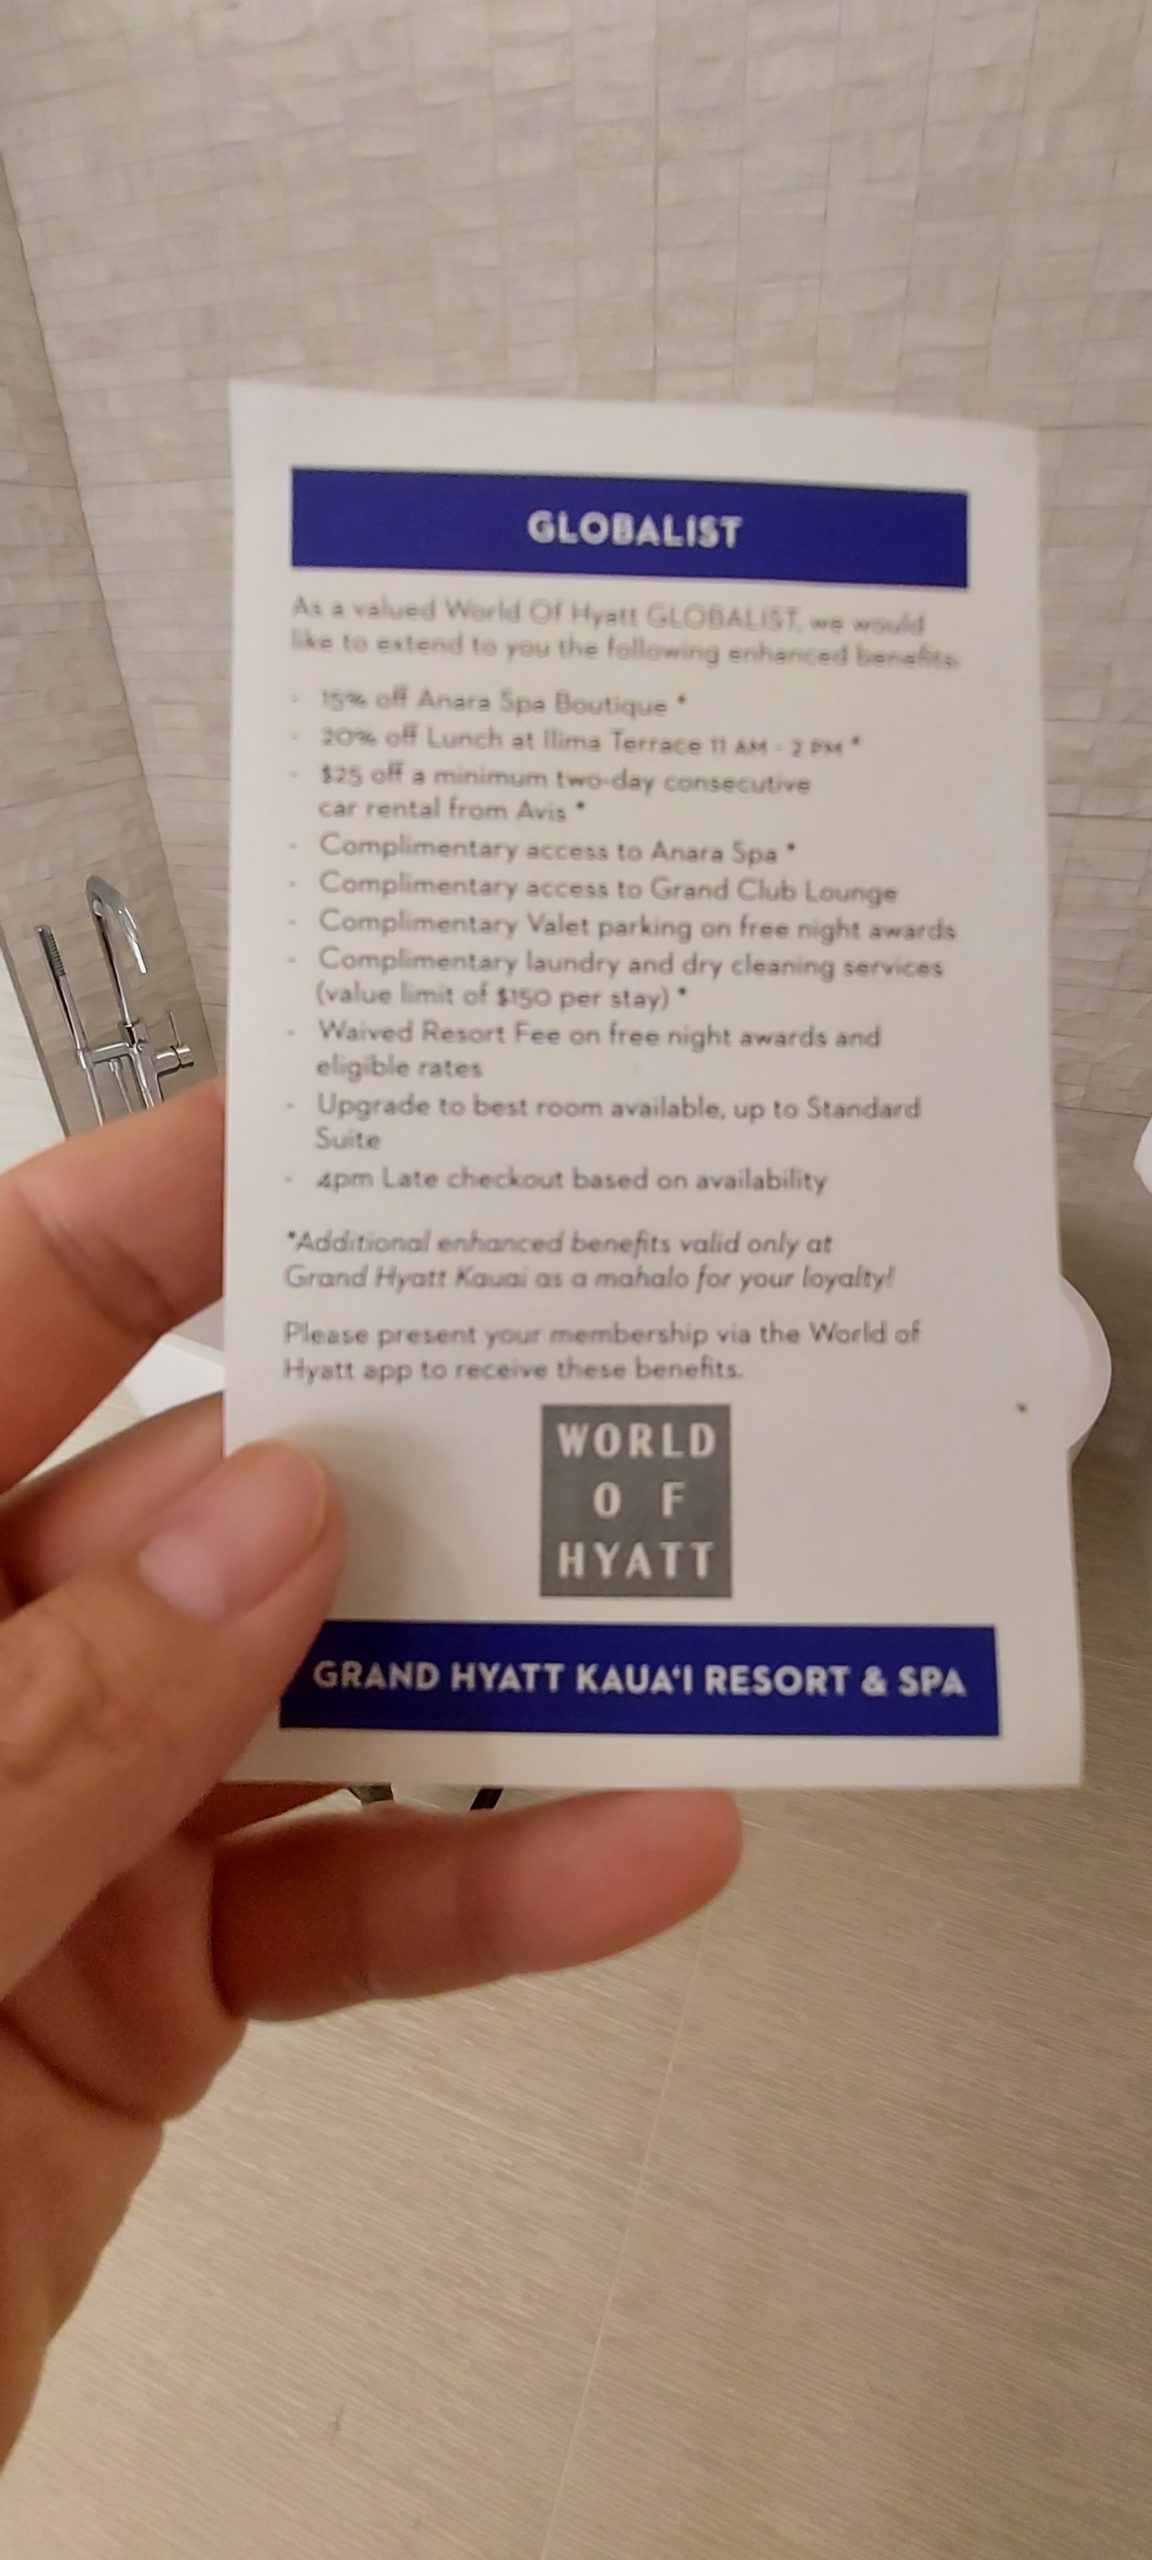 GLOBALIST
As a valued World Of Hyatt GLOBALIST, we would
like to extend to you the following enhanced benefits:
- 15% off Anara Spa Boutique *
- 20% off Lunch at Ilima Terrace 11 AM - 2 PM *
- $25 off a minimum two-day consecutive
car rental from Avis *
- Complimentary access to Anara Spa *
- Complimentary access to Grand Club Lounge
- Complimentary Valet parking on free night awards
- Complimentary laundry and dry cleaning services
(value limit of $150 per stay) *
- Waived Resort Fee on free night awards and
eligible rates
- Upgrade to best room available, up to Standard
Suite
- 4pm Late checkout based on availability
*Additional enhanced benefits valid only at
Grand Hyatt Kauai as a mahalo for your loyalty!
Please present your membership via the World of
Hyatt app to receive these benefits.
WORLD
OF
HYATT
GRAND HYATT KAUAʻI RESORT & SPA